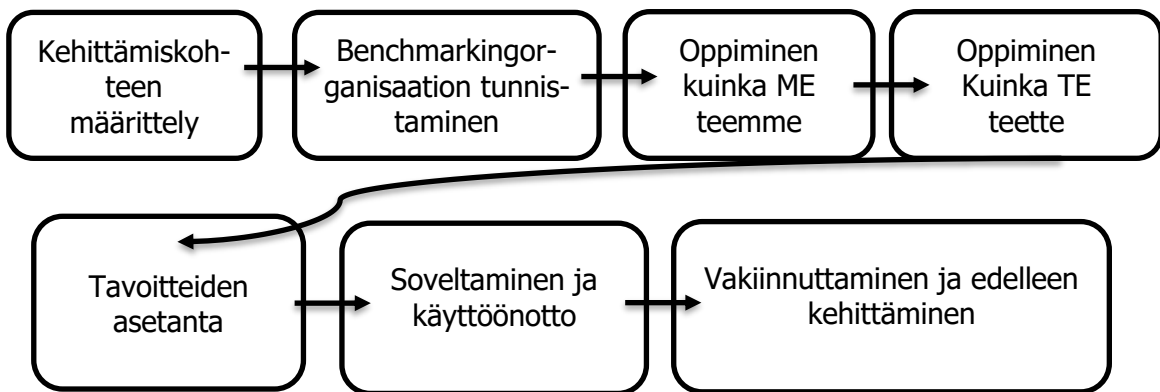 Kehittämiskoh-
teen
määrittely
Benchmarkingor-
ganisaation tunnis-
taminen
Oppiminen
kuinka ME
teemme
Oppiminen
Kuinka TE
teette
Tavoitteiden
asetanta
Soveltaminen ja
käyttöönotto
Vakiinnuttaminen ja edelleen
kehittäminen